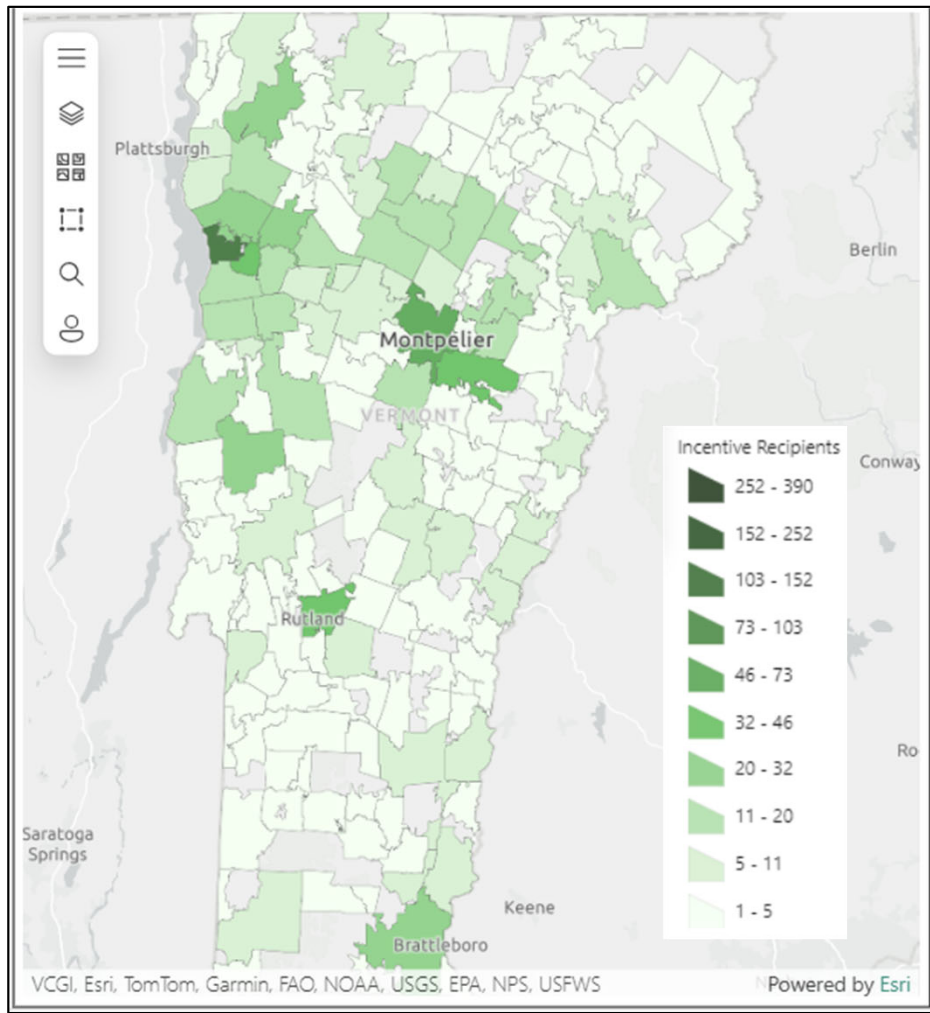 Plattsburgh
Berlin
Montpelier
VERMONT
Incentive Recipients
252 - 390
Conway
152 - 252
103 - 152
Rutland
73 - 103
46 - 73
32 - 46
Ro
20 - 32
11 - 20
Saratoga
Springs
5 - 11
Keene
1 - 5
Brattleboro
VCGI, Esri, TomTom, Garmin, FAO, NOAA, USGS, EPA, NPS, USFWS
Powered by Esri